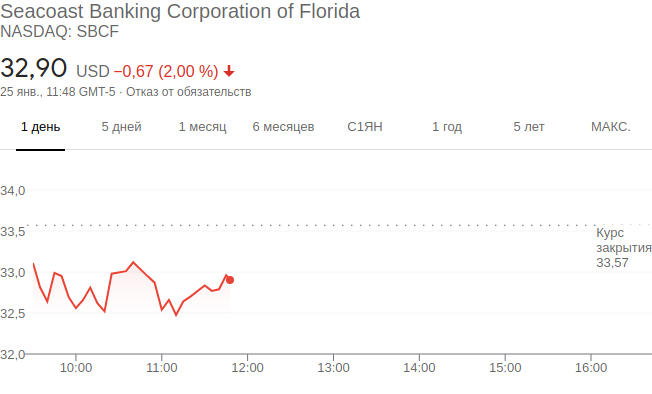 Seacoast Banking Corporation of Florida
NASDAQ: SBCF
32,90 USD −0,67 (2,00 %)
25 янв., 11:48 GMT-5 · Отказ от обязательств
1 день 5 дней 1 месяц 6 месяцев С1ЯН 1 год 5 лет МАКС.
34,0
33,5
Курс
закрытия
33,57
33,0
32,5
32,0
10:00 11:00 12:00 13:00 14:00 15:00 16:00